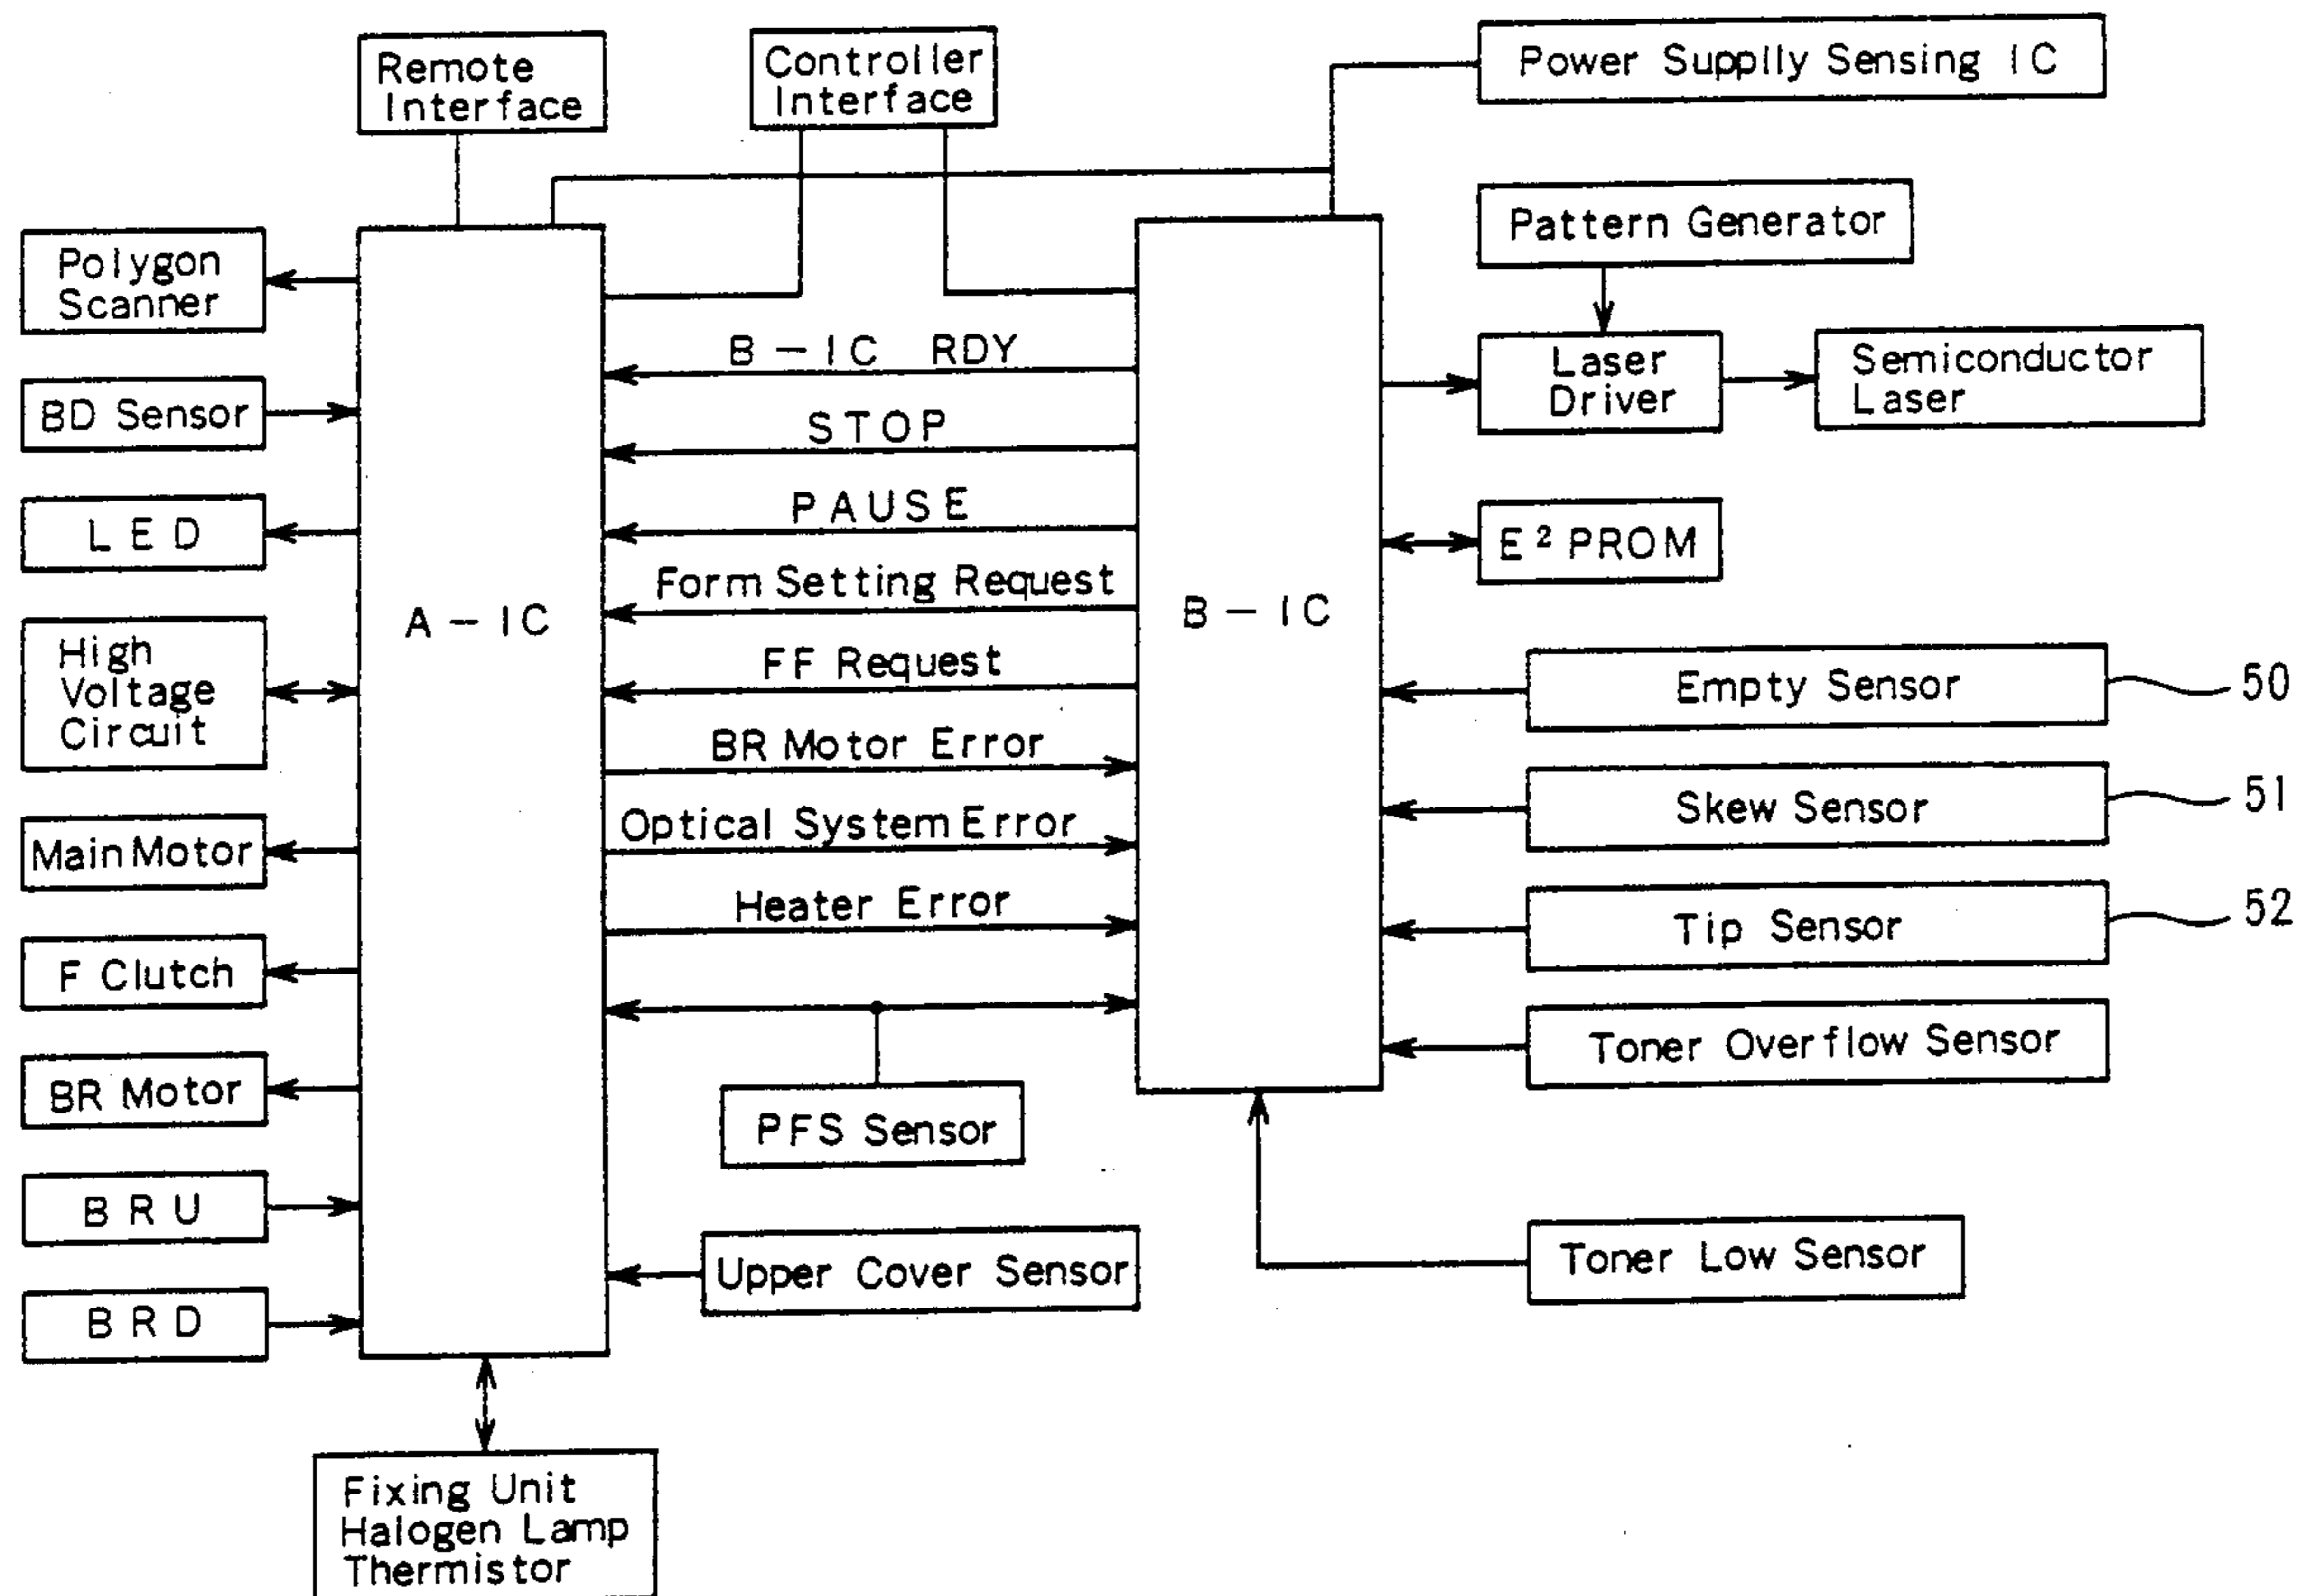 Remote
Interface
Controller
Interface
Power Supplly Sensing IC
Pattern Generator
Polygon
Scanner
BD Sensor
LED
High
Voltage
Circuit
Main Motor
F Clutch
BR Motor
BRU
BRD
A-IC
B-IC RDY
STOP
PAUSE
Form Setting Request
FF Request
BR Motor Error
Optical System Error
Heater Error
PFS Sensor
Upper Cover Sensor
B-IC
Laser
Driver
Semiconductor
Laser
E² PROM
Empty Sensor
50
Skew Sensor
51
Tip Sensor
52
Toner Overflow Sensor
Toner Low Sensor
Fixing Unit
Halogen Lamp
Thermistor